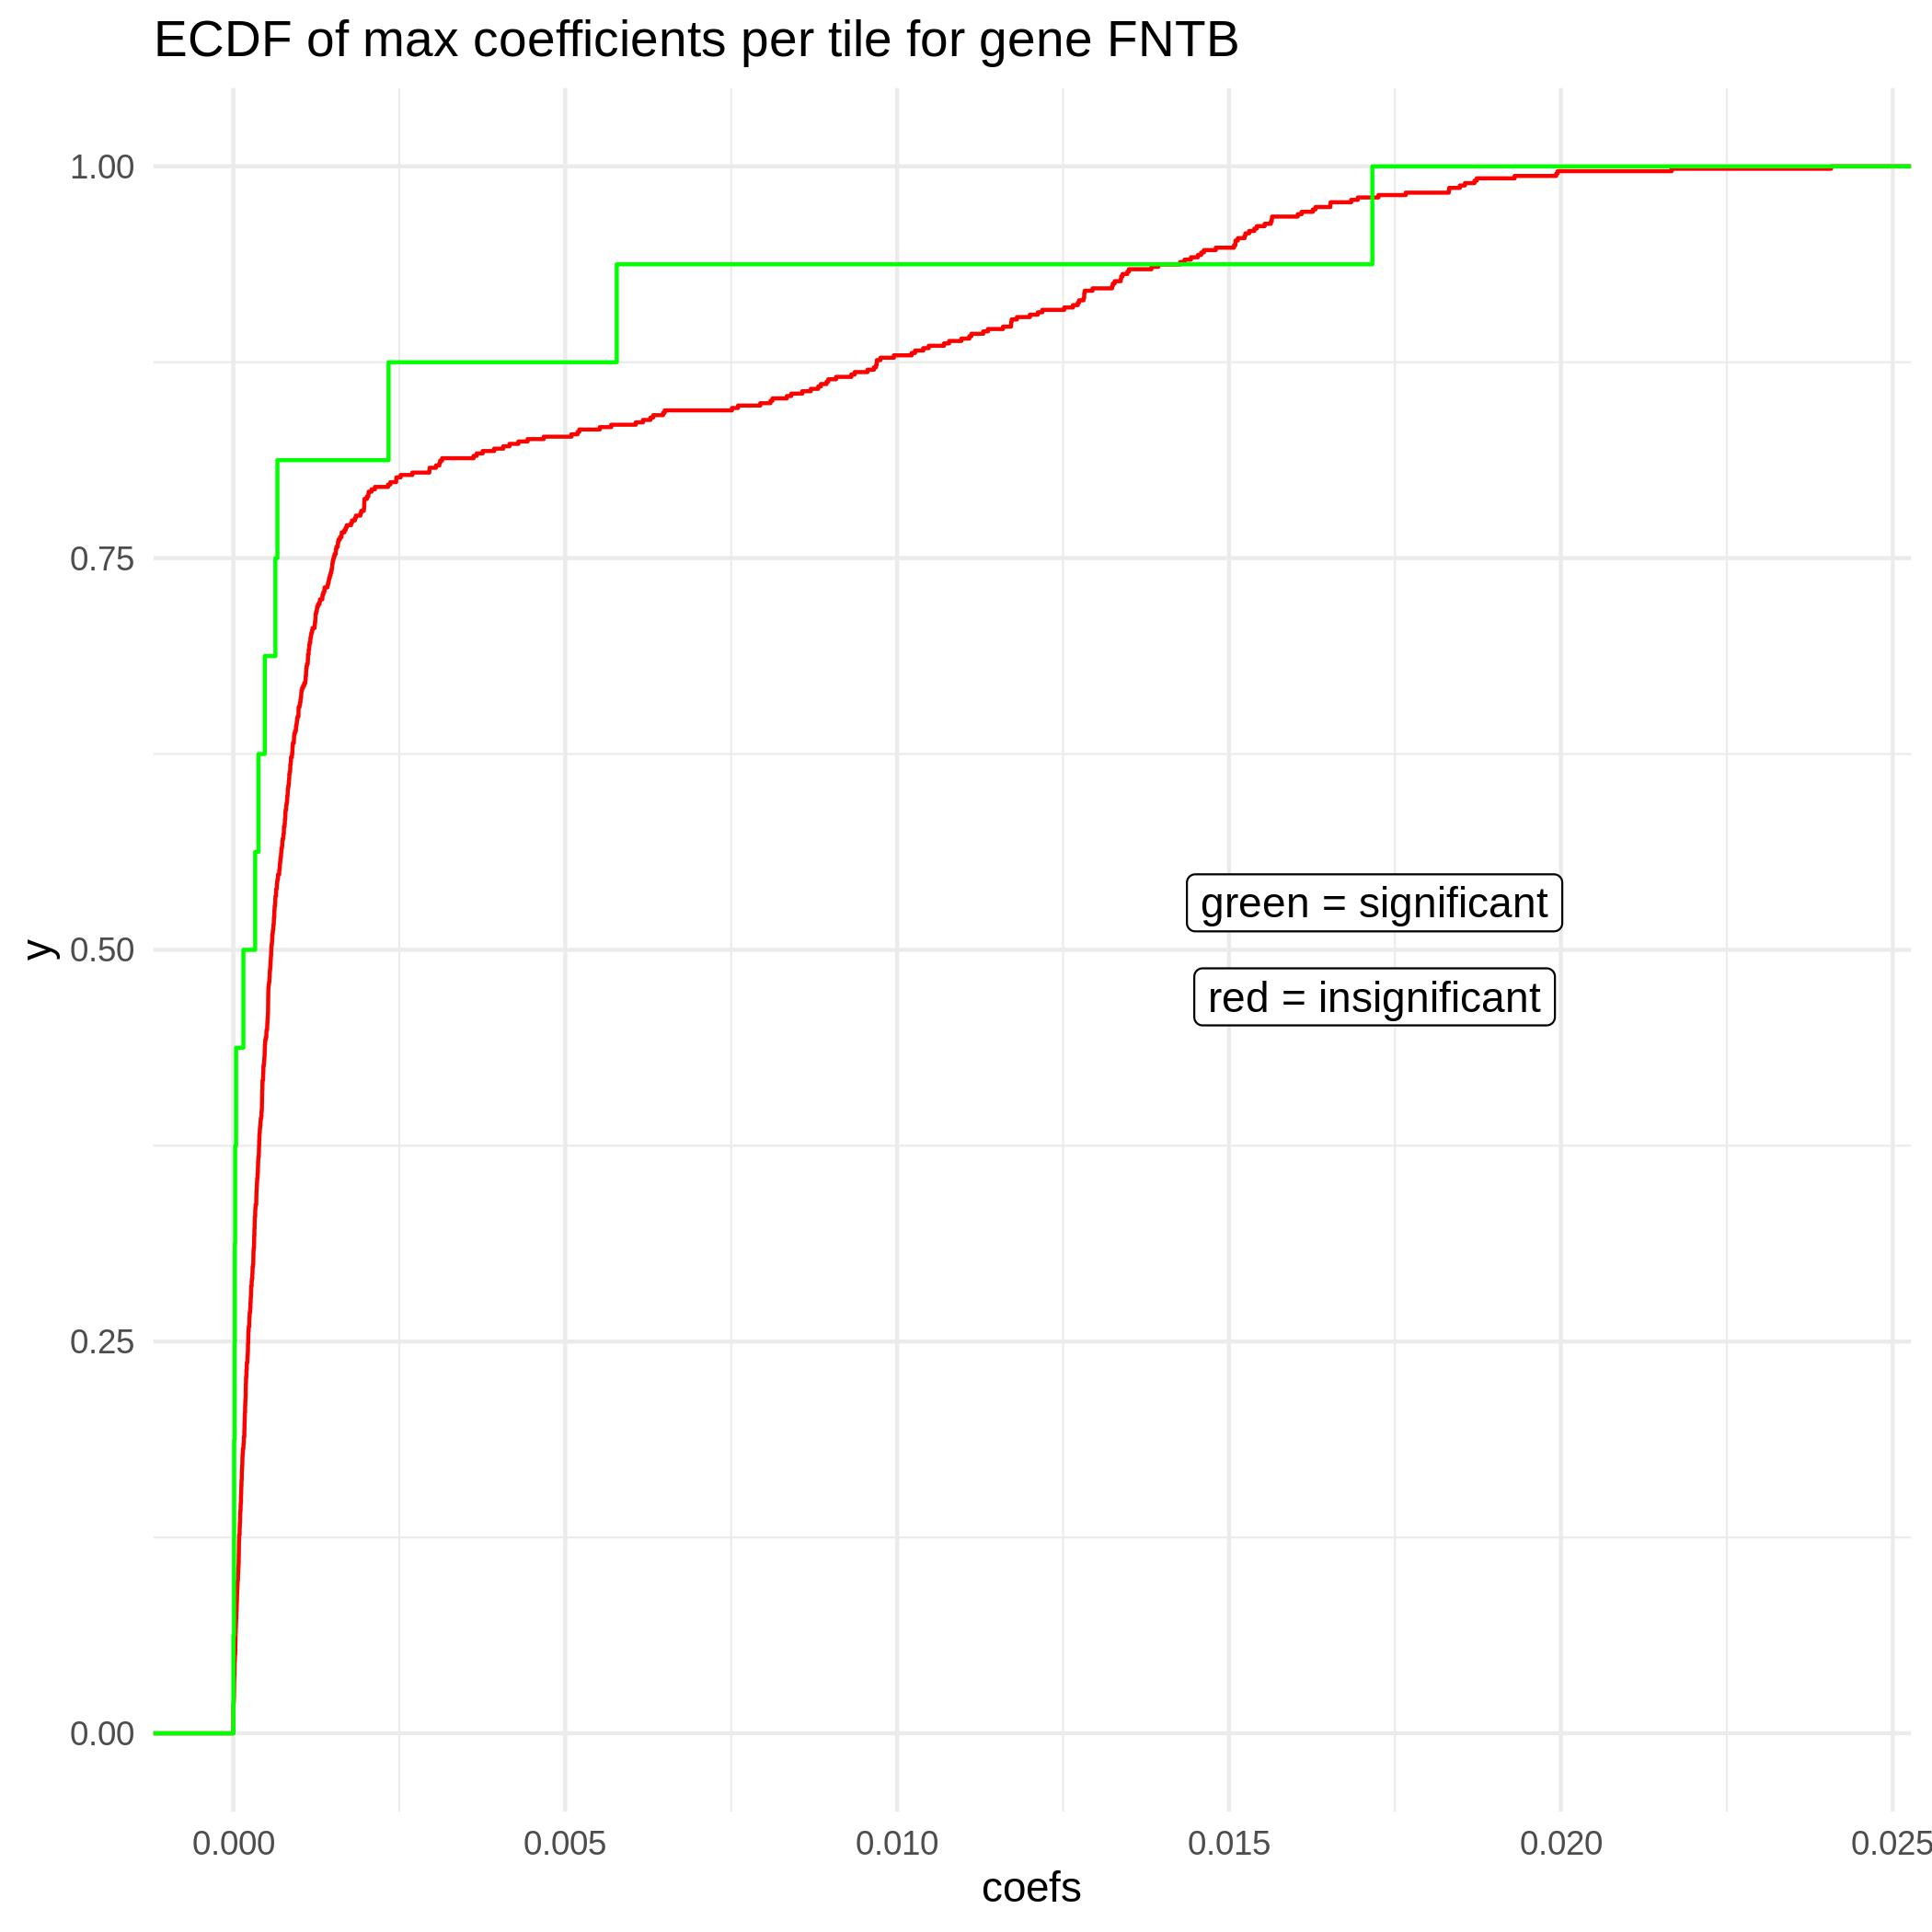 ECDF of max coefficients per tile for gene FNTB
1.00
0.75
0.50
0.25
0.00
y
green = significant
red = insignificant
0.000
0.005
0.010
0.015
0.020
0.025
coefs